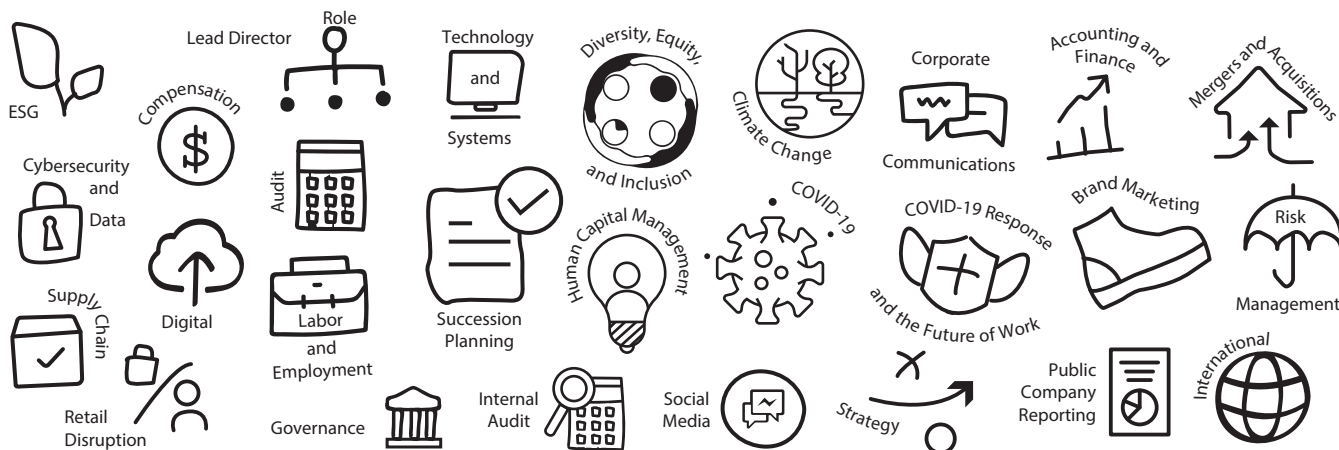 ESG
Compensation
Lead Director
Role
Technology
and
Systems
Diversity, Equity,
and Inclusion
Climate Change
Corporate
Communications
Accounting and
Finance
Mergers and Acquisitions
Cybersecurity
and
Data
Audit
Digital
Labor
and
Employment
Succession
Planning
Human Capital Management
COVID-19
COVID-19 Response
and the Future of Work
Brand Marketing
Risk
Management
Supply Chain
Retail
Disruption
Governance
Internal
Audit
Social
Media
Strategy
Public
Company
Reporting
International